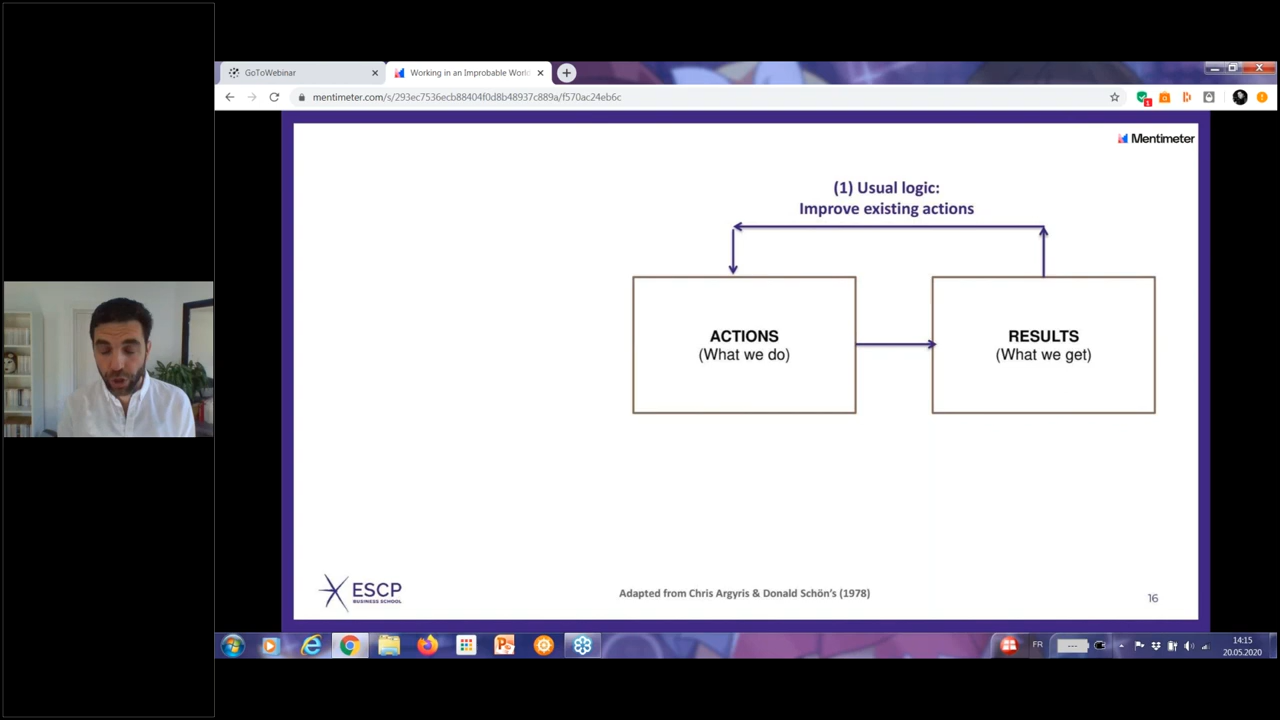 GoToWebinar
Working in an Improbable World
mentimeter.com/s/293ec7536ecb88404f0d8b48937c889a/f570ac24eb6c
Mentimeter
(1) Usual logic:
Improve existing actions
ACTIONS
(What we do)
RESULTS
(What we get)
ESCP
BUSINESS SCHOOL
Adapted from Chris Argyris & Donald Schön's (1978)
16
FR
14:15
20.05.2020